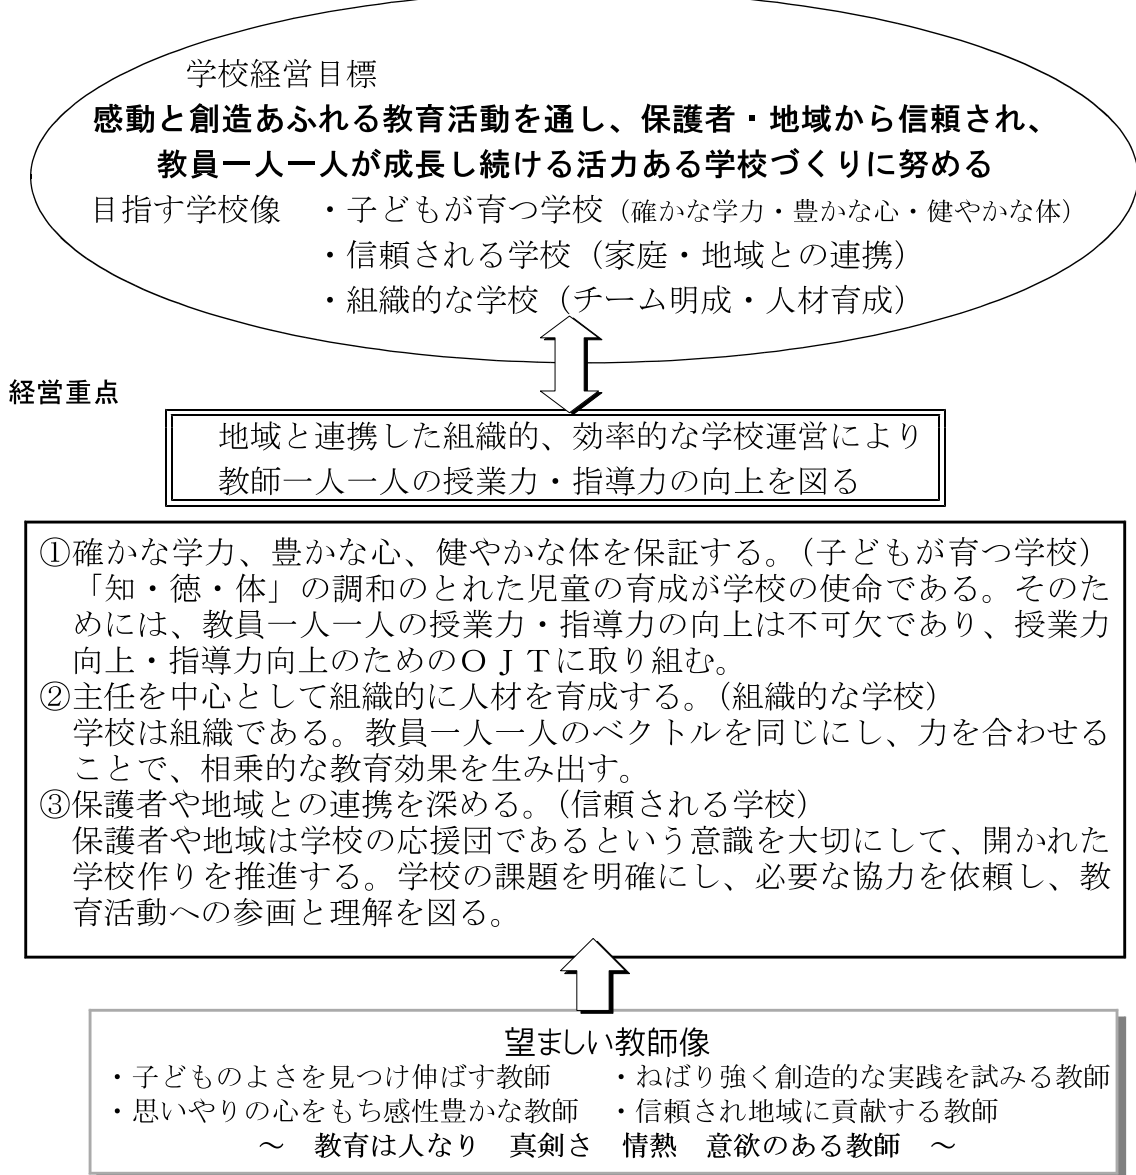 学校経営目標
感動と創造あふれる教育活動を通し、保護者・地域から信頼され、
教員一人一人が成長し続ける活力ある学校づくりに努める
目指す学校像　・子どもが育つ学校（確かな学力・豊かな心・健やかな体）
・信頼される学校（家庭・地域との連携）
・組織的な学校（チーム明成・人材育成）
経営重点
地域と連携した組織的、効率的な学校運営により
教師一人一人の授業力・指導力の向上を図る
①確かな学力、豊かな心、健やかな体を保証する。（子どもが育つ学校）
「知・徳・体」の調和のとれた児童の育成が学校の使命である。そのた
めには、教員一人一人の授業力・指導力の向上は不可欠であり、授業力
向上・指導力向上のためのＯＪＴに取り組む。
②主任を中心として組織的に人材を育成する。（組織的な学校）
学校は組織である。教員一人一人のベクトルを同じにし、力を合わせる
ことで、相乗的な教育効果を生み出す。
③保護者や地域との連携を深める。（信頼される学校）
保護者や地域は学校の応援団であるという意識を大切にして、開かれた
学校作りを推進する。学校の課題を明確にし、必要な協力を依頼し、教
育活動への参画と理解を図る。
望ましい教師像
・子どものよさを見つけ伸ばす教師　・ねばり強く創造的な実践を試みる教師
・思いやりの心をもち感性豊かな教師　・信頼され地域に貢献する教師
～　教育は人なり　真剣さ　情熱　意欲のある教師　～